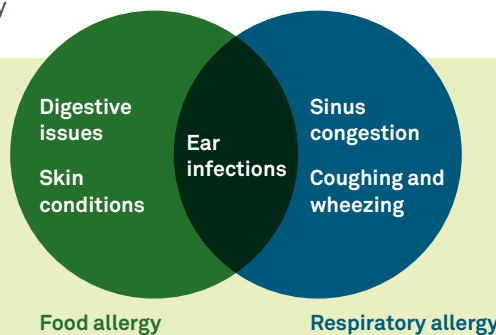 Digestive
issues
Skin
conditions
Ear
infections
Sinus
congestion
Coughing and
wheezing
Food allergy
Respiratory allergy